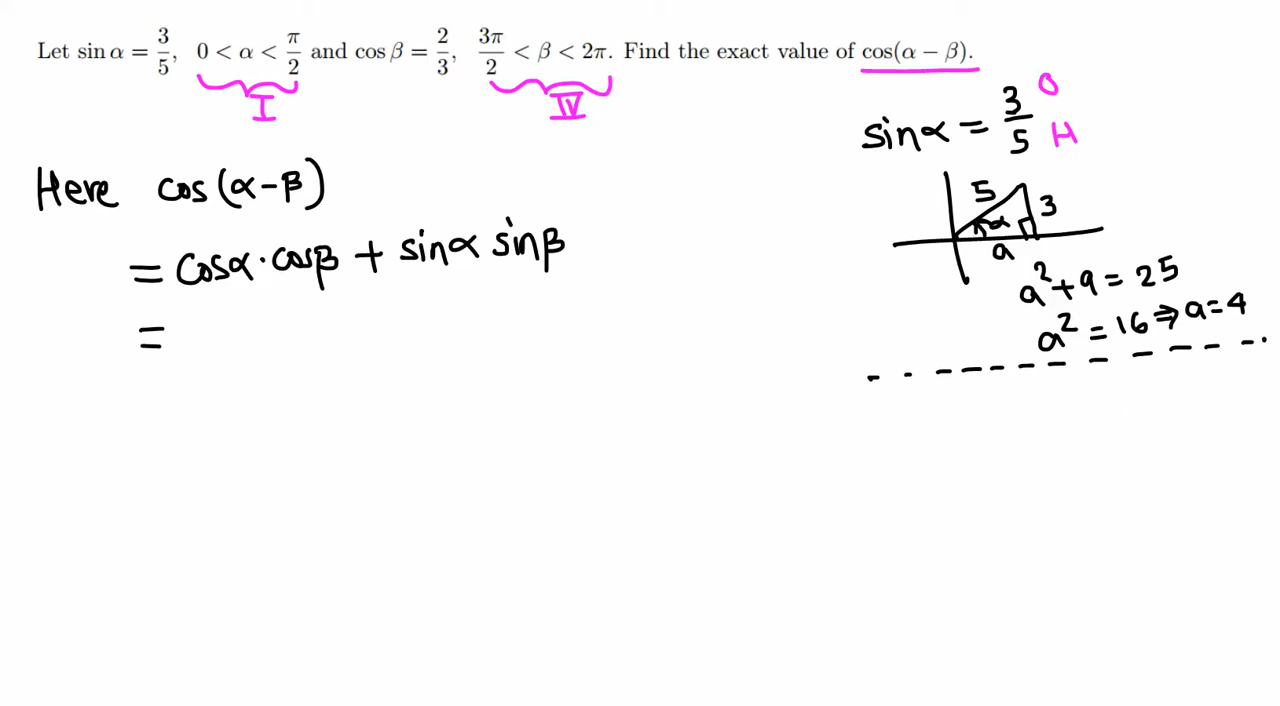 Let sin α = 3/5, 0 < α < π/2 and cos β = 2/3, 3π/2 < β < 2π. Find the exact value of cos(α − β).
I
IV
sinα = 3/5
O
H
Here cos(α-β)
= cosα·cosβ + sinα sinβ
=
5
3
α
a
a² + 9 = 25
a² = 16 ⇒ a = 4